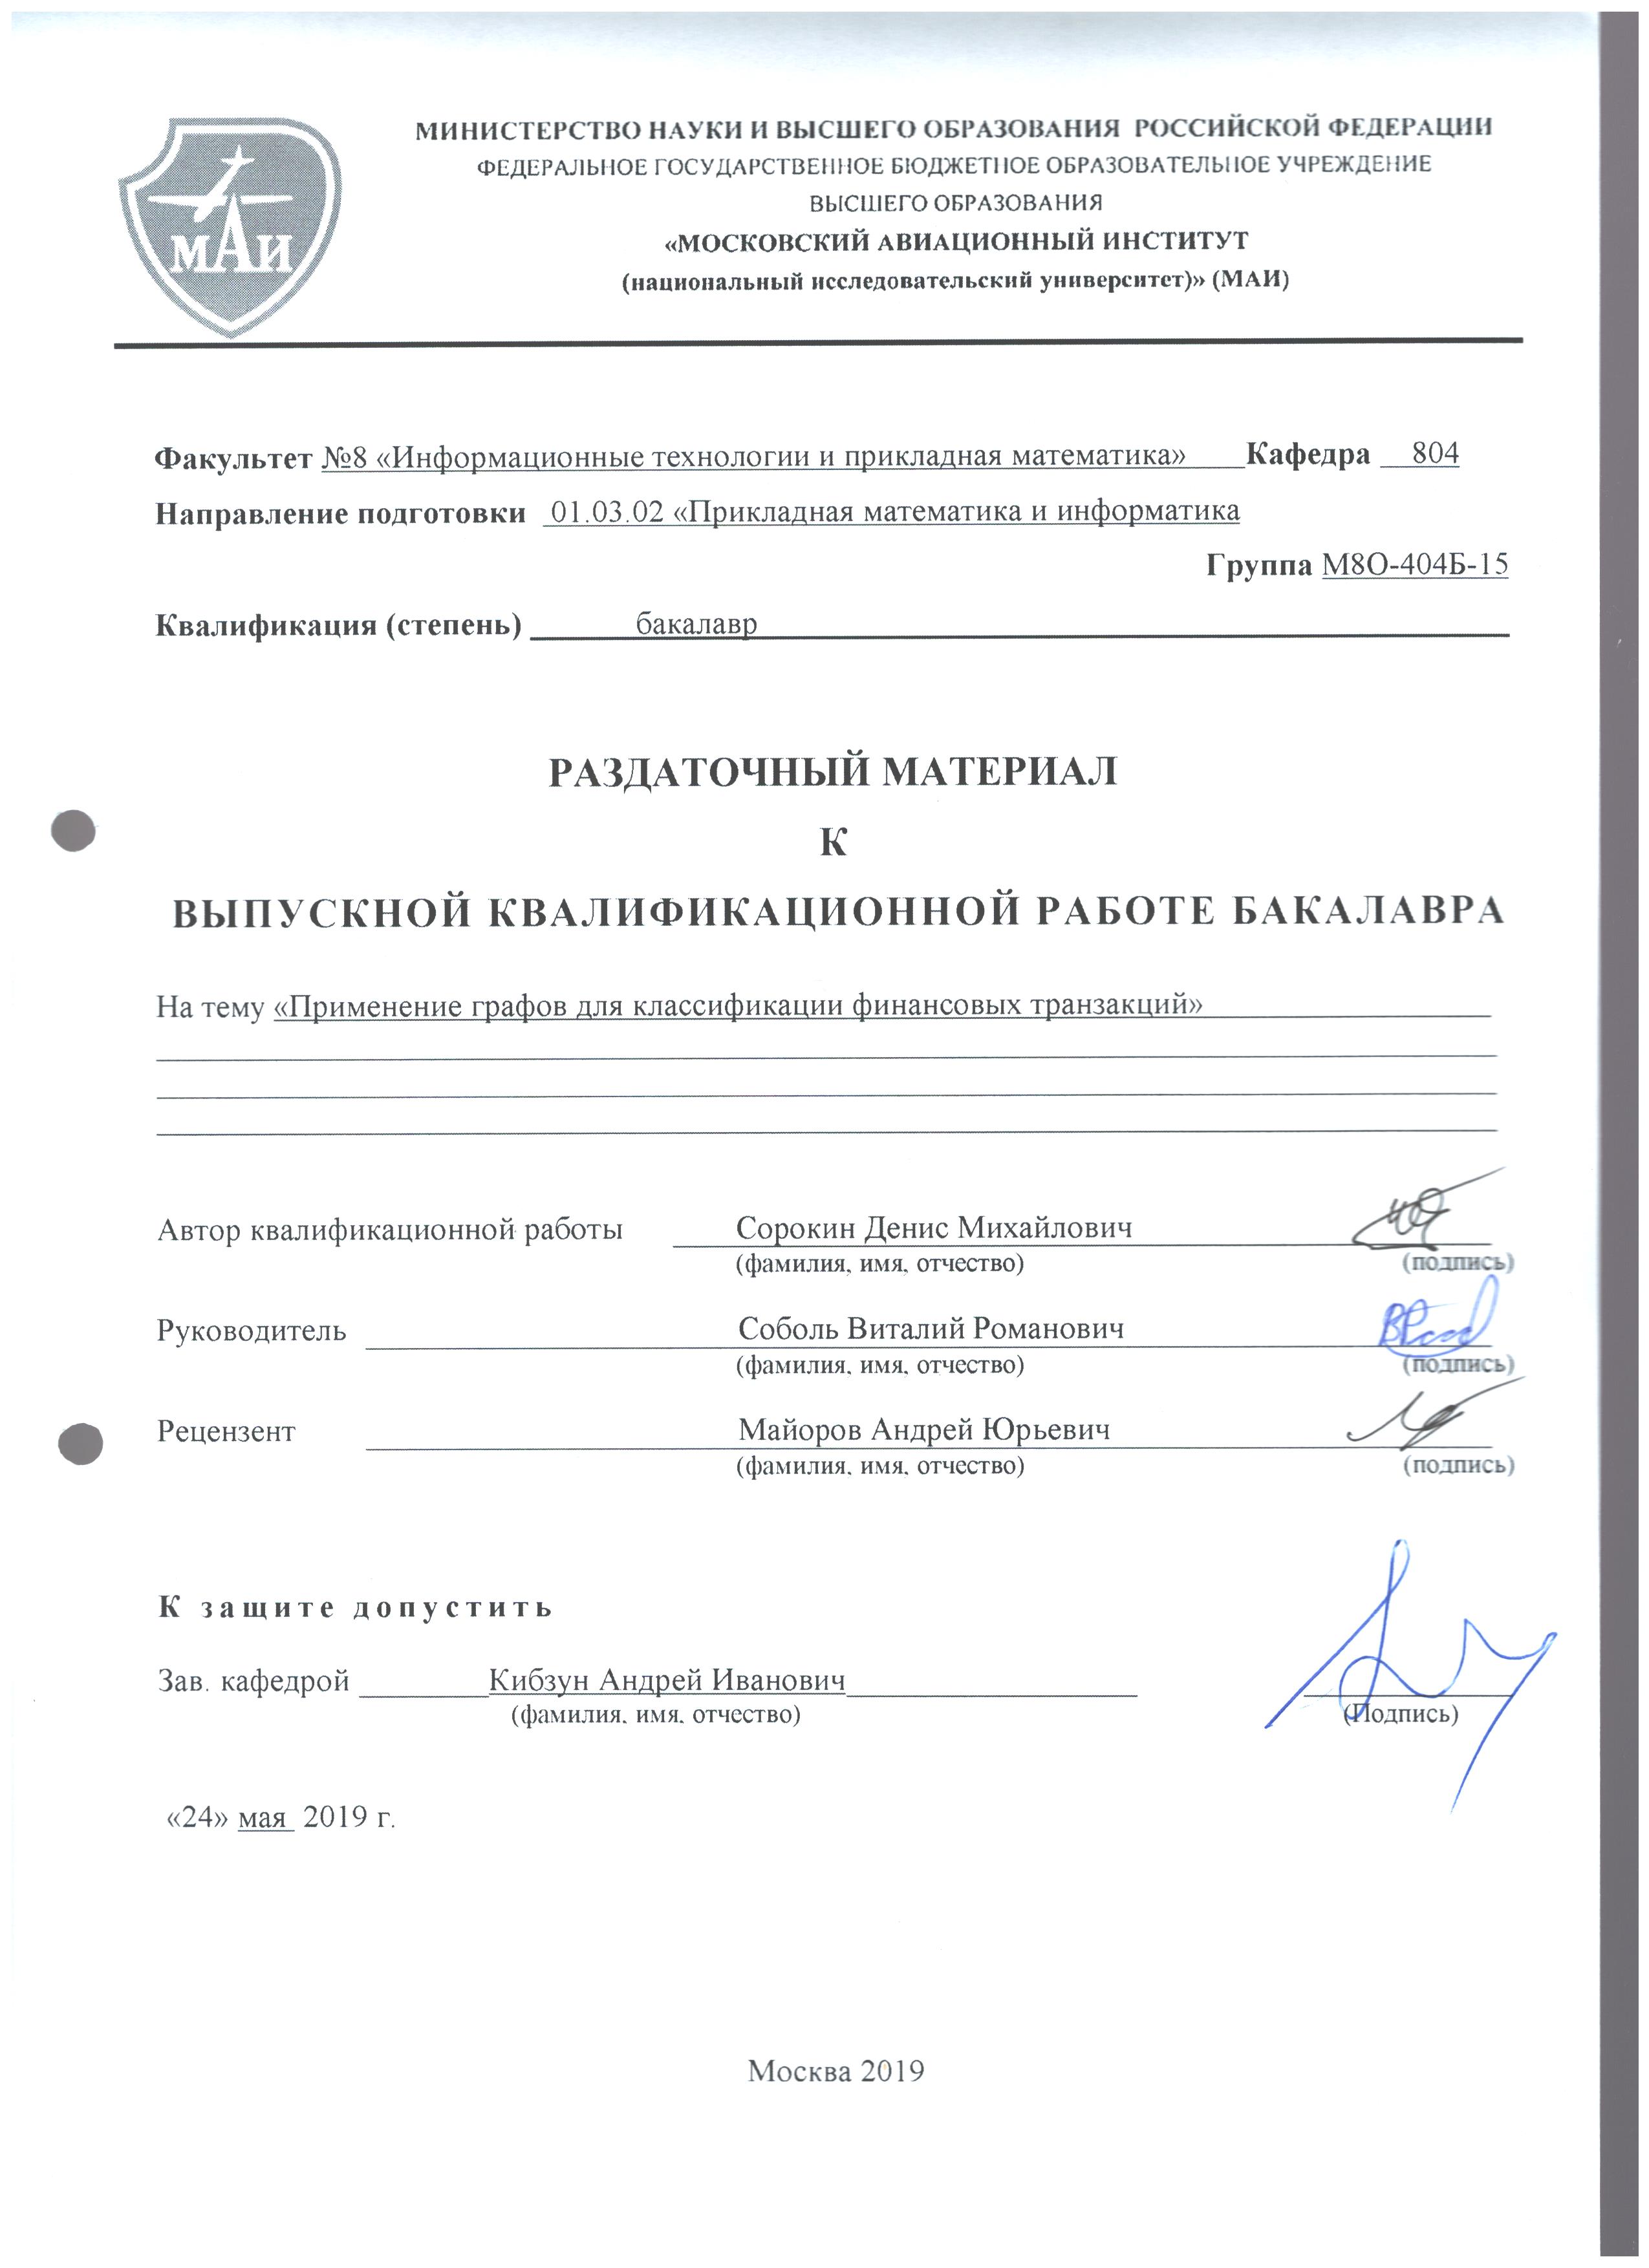 МИНИСТЕРСТВО НАУКИ И ВЫСШЕГО ОБРАЗОВАНИЯ РОССИЙСКОЙ ФЕДЕРАЦИИ
ФЕДЕРАЛЬНОЕ ГОСУДАРСТВЕННОЕ БЮДЖЕТНОЕ ОБРАЗОВАТЕЛЬНОЕ УЧРЕЖДЕНИЕ
ВЫСШЕГО ОБРАЗОВАНИЯ
«МОСКОВСКИЙ АВИАЦИОННЫЙ ИНСТИТУТ
(национальный исследовательский университет)» (МАИ)
МАИ
Факультет №8 «Информационные технологии и прикладная математика» Кафедра 804
Направление подготовки 01.03.02 «Прикладная математика и информатика
Группа М8О-404Б-15
Квалификация (степень) бакалавр
РАЗДАТОЧНЫЙ МАТЕРИАЛ
К
ВЫПУСКНОЙ КВАЛИФИКАЦИОННОЙ РАБОТЕ БАКАЛАВРА
На тему «Применение графов для классификации финансовых транзакций»
Автор квалификационной работы Сорокин Денис Михайлович
(фамилия, имя, отчество) (подпись)
Руководитель Соболь Виталий Романович
(фамилия, имя, отчество) (подпись)
Рецензент Майоров Андрей Юрьевич
(фамилия, имя, отчество) (подпись)
К защите допустить
Зав. кафедрой Кибзун Андрей Иванович
(фамилия, имя, отчество) (Подпись)
«24» мая 2019 г.
Москва 2019